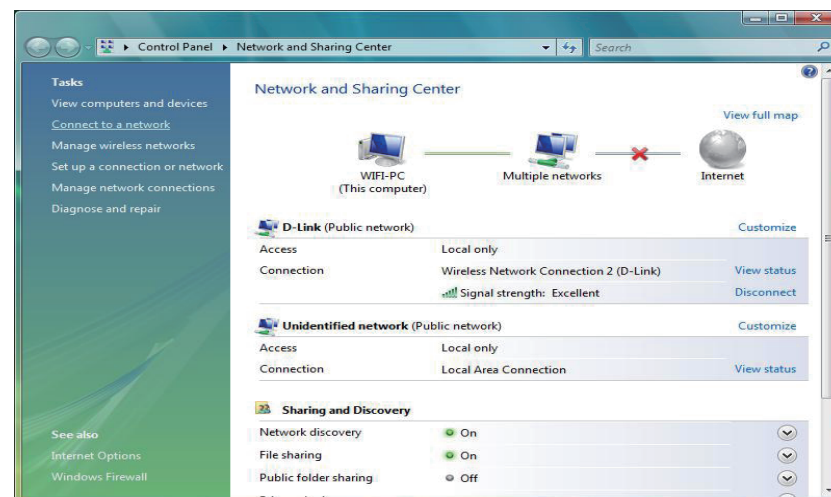 Control Panel ▸ Network and Sharing Center
Search
Tasks
View computers and devices
Connect to a network
Manage wireless networks
Set up a connection or network
Manage network connections
Diagnose and repair
See also
Internet Options
Windows Firewall
Network and Sharing Center
View full map
WIFI-PC
(This computer)
Multiple networks
Internet
D-Link (Public network) Customize
Access Local only
Connection Wireless Network Connection 2 (D-Link) View status
Signal strength: Excellent Disconnect
Unidentified network (Public network) Customize
Access Local only
Connection Local Area Connection View status
Sharing and Discovery
Network discovery On
File sharing On
Public folder sharing Off